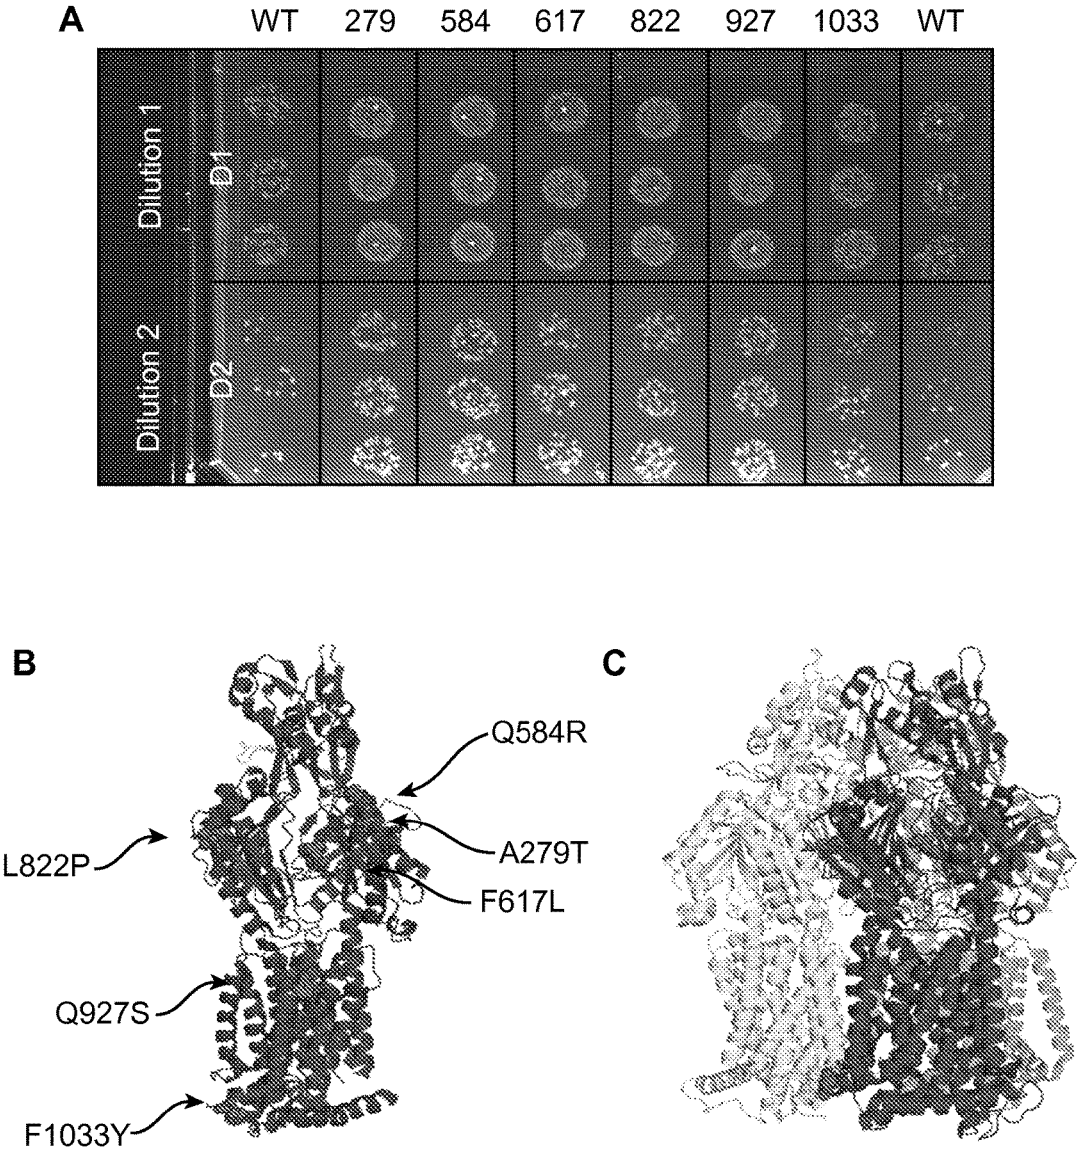 A
WT 279 584 617 822 927 1033 WT
Dilution 1
D1
Dilution 2
D2
B
C
Q584R
A279T
L822P
F617L
Q927S
F1033Y